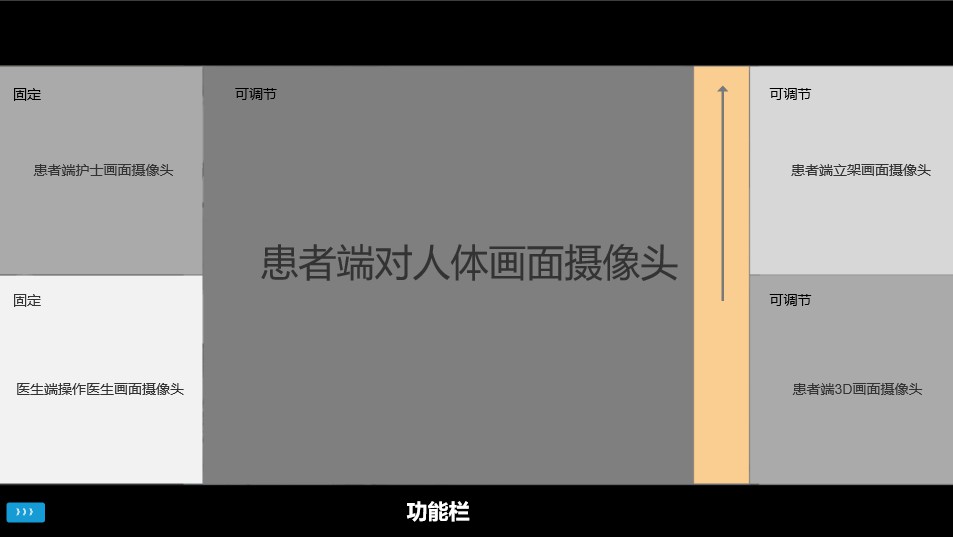 固定
患者端护士画面摄像头
固定
医生端操作医生画面摄像头
可调节
患者端对人体画面摄像头
可调节
患者端立架画面摄像头
可调节
患者端3D画面摄像头
功能栏